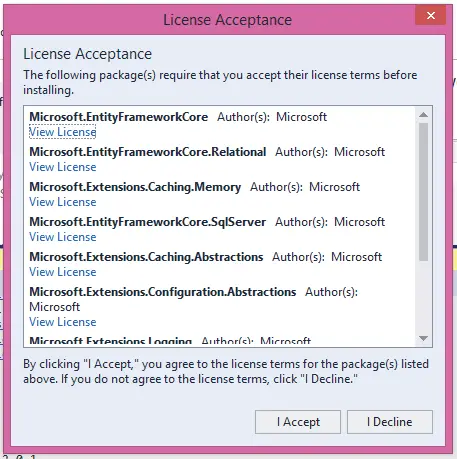 License Acceptance
License Acceptance
The following package(s) require that you accept their license terms before
installing.
Microsoft.EntityFrameworkCore Author(s): Microsoft
View License
Microsoft.EntityFrameworkCore.Relational Author(s): Microsoft
View License
Microsoft.Extensions.Caching.Memory Author(s): Microsoft
View License
Microsoft.EntityFrameworkCore.SqlServer Author(s): Microsoft
View License
Microsoft.Extensions.Caching.Abstractions Author(s): Microsoft
View License
Microsoft.Extensions.Configuration.Abstractions Author(s):
Microsoft
View License
Microsoft.Extensions.Logging Author(s): Microsoft
By clicking "I Accept," you agree to the license terms for the package(s) listed
above. If you do not agree to the license terms, click "I Decline."
I Accept I Decline